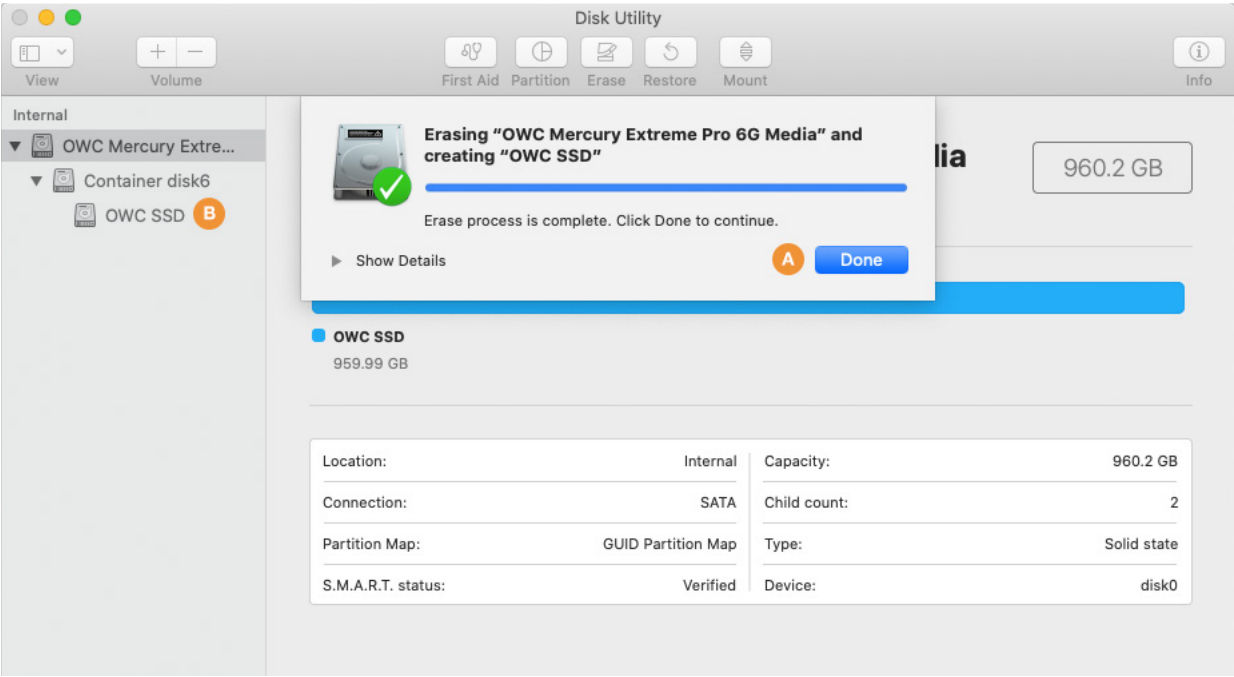 Disk Utility
View
Volume
First Aid
Partition
Erase
Restore
Mount
Info
Internal
OWC Mercury Extre...
Container disk6
OWC SSD B
Erasing “OWC Mercury Extreme Pro 6G Media” and
creating “OWC SSD”
Erase process is complete. Click Done to continue.
Show Details
A Done
dia
960.2 GB
OWC SSD
959.99 GB
Location: Internal
Connection: SATA
Partition Map: GUID Partition Map
S.M.A.R.T. status: Verified
Capacity: 960.2 GB
Child count: 2
Type: Solid state
Device: disk0